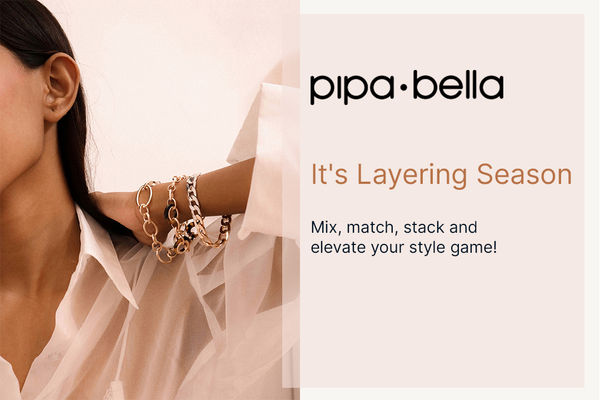 pipa•bella
It's Layering Season
Mix, match, stack and
elevate your style game!